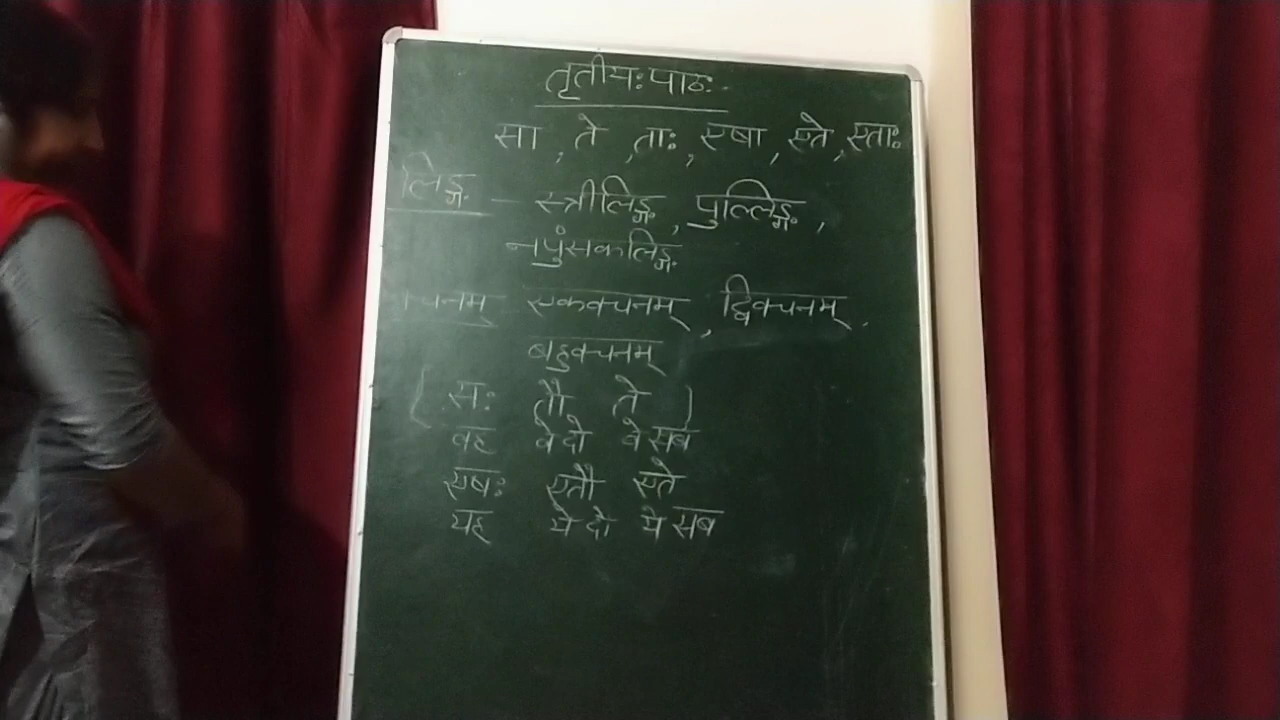 तृतीयःपाठः
सा , ते , ताः , एषा , एते , एताः
लिङ्गः - स्त्रीलिङ्गः , पुल्लिङ्गः ,
नपुंसकलिङ्गः
वचनम् एकवचनम् , द्विवचनम् ,
बहुवचनम्
( सः तौ ते )
वह वे दो वे सब
एषः एतौ एते
यह ये दो ये सब